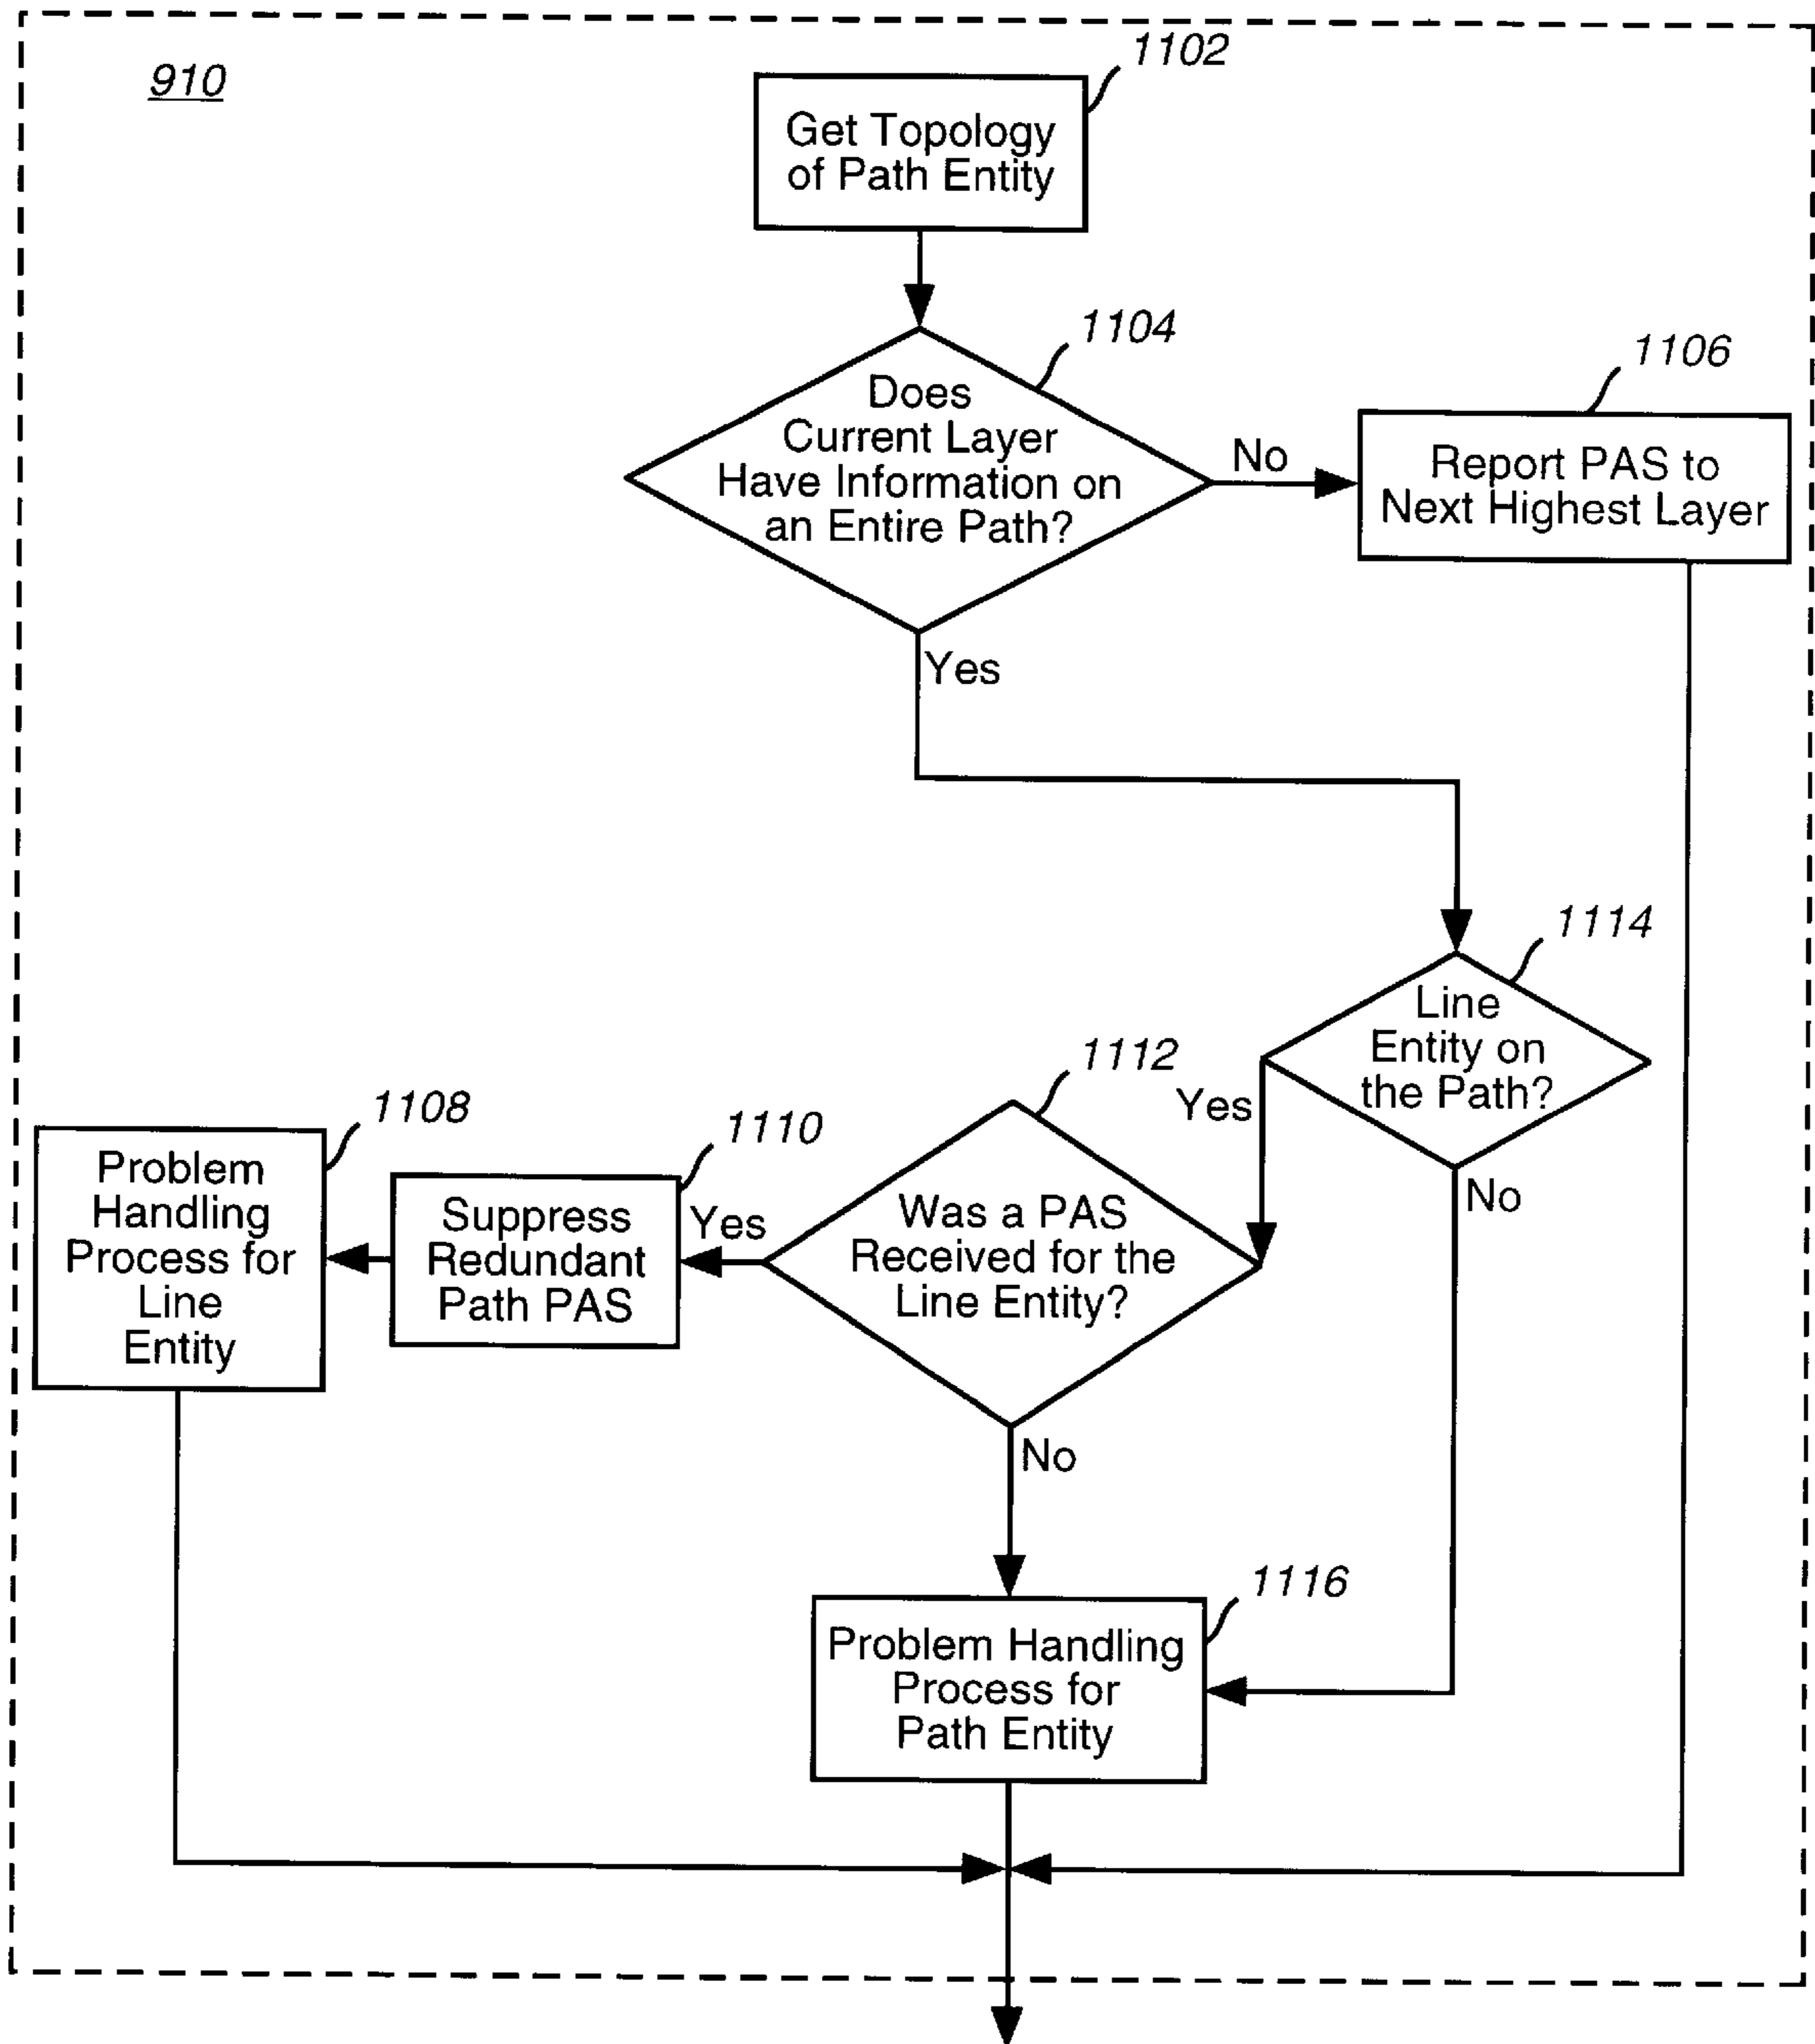 910
1102
Get Topology
of Path Entity
1104
Does
Current Layer
Have Information on
an Entire Path?
No
1106
Report PAS to
Next Highest Layer
Yes
1114
Line
Entity on
the Path?
Yes
No
1112
Was a PAS
Received for the
Line Entity?
Yes
No
1110
Suppress
Redundant
Path PAS
1108
Problem
Handling
Process for
Line
Entity
1116
Problem Handling
Process for
Path Entity